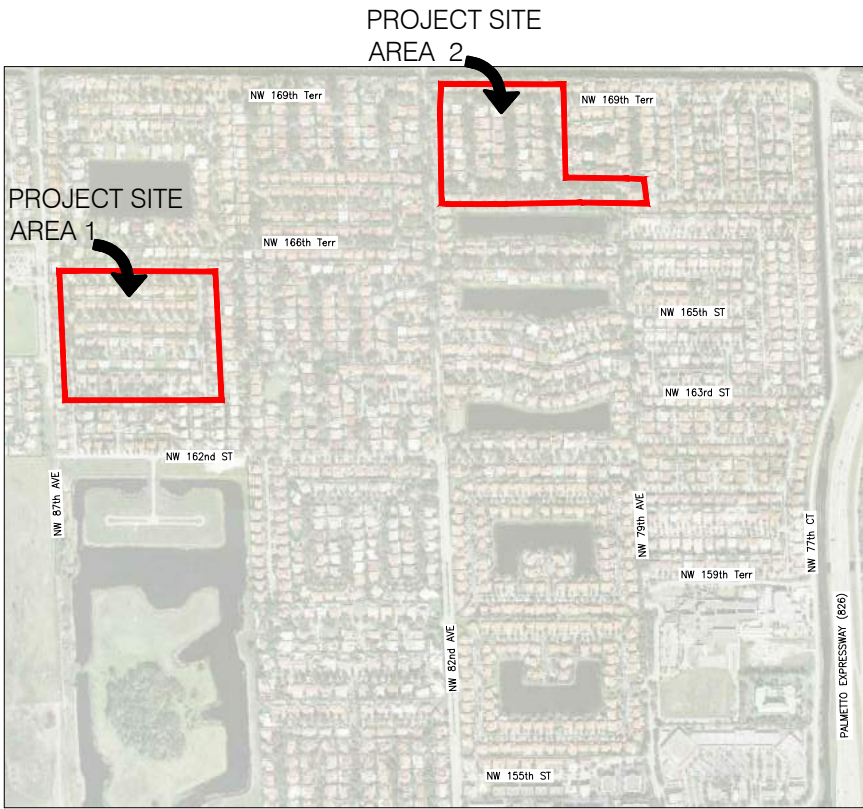 PROJECT SITE
AREA 2
NW 169th Terr
NW 169th Terr
PROJECT SITE
AREA 1
NW 166th Terr
NW 165th ST
NW 163rd ST
NW 162nd ST
NW 87th AVE
NW 79th AVE
NW 77th CT
NW 159th Terr
NW 82nd AVE
PALMETTO EXPRESSWAY (826)
NW 155th ST